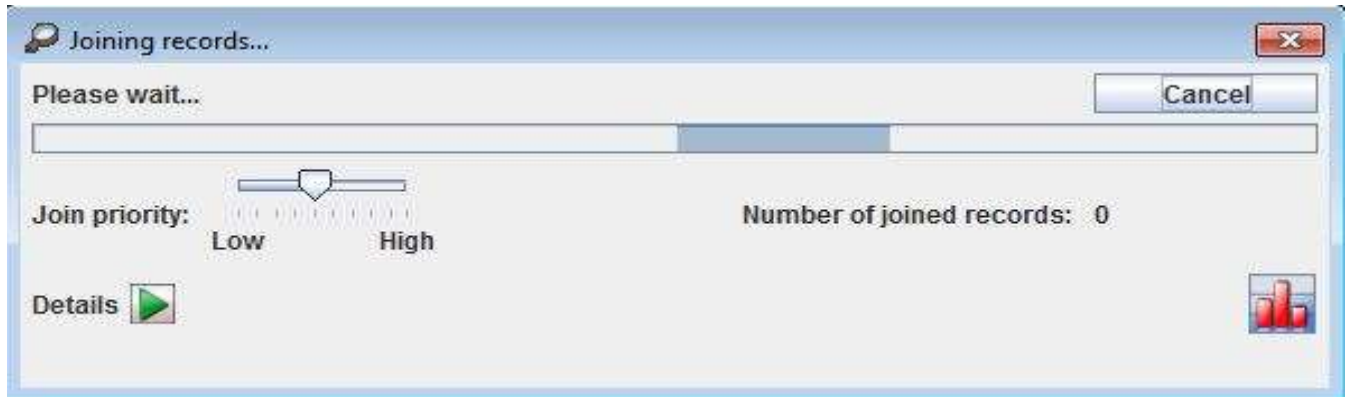 Joining records...
Please wait...
Cancel
Join priority:
Low High
Number of joined records: 0
Details